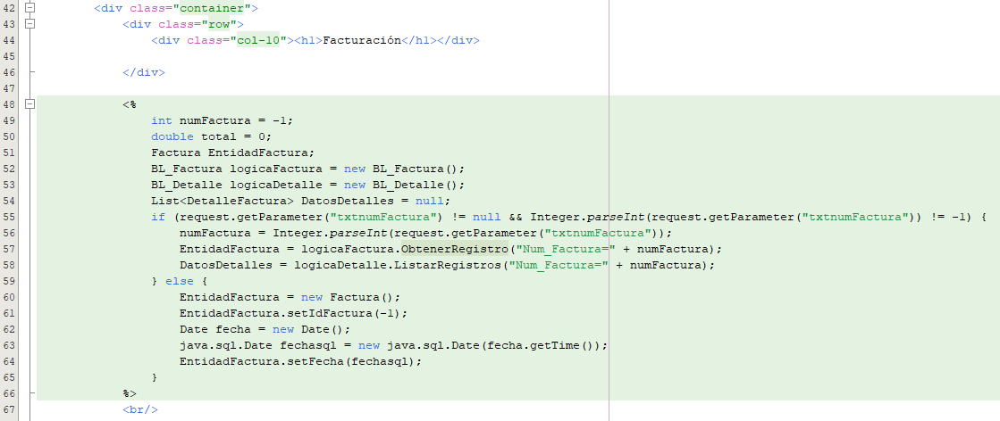 42 <div class="container">
43 <div class="row">
44 <div class="col-10"><h1>Facturación</h1></div>
45
46 </div>
47
48 <%
49 int numFactura = -1;
50 double total = 0;
51 Factura EntidadFactura;
52 BL_Factura logicaFactura = new BL_Factura();
53 BL_Detalle logicaDetalle = new BL_Detalle();
54 List<DetalleFactura> DatosDetalles = null;
55 if (request.getParameter("txtnumFactura") != null && Integer.parseInt(request.getParameter("txtnumFactura")) != -1) {
56 numFactura = Integer.parseInt(request.getParameter("txtnumFactura"));
57 EntidadFactura = logicaFactura.ObtenerRegistro("Num_Factura=" + numFactura);
58 DatosDetalles = logicaDetalle.ListarRegistros("Num_Factura=" + numFactura);
59 } else {
60 EntidadFactura = new Factura();
61 EntidadFactura.setIdFactura(-1);
62 Date fecha = new Date();
63 java.sql.Date fechasql = new java.sql.Date(fecha.getTime());
64 EntidadFactura.setFecha(fechasql);
65 }
66 %>
67 <br/>